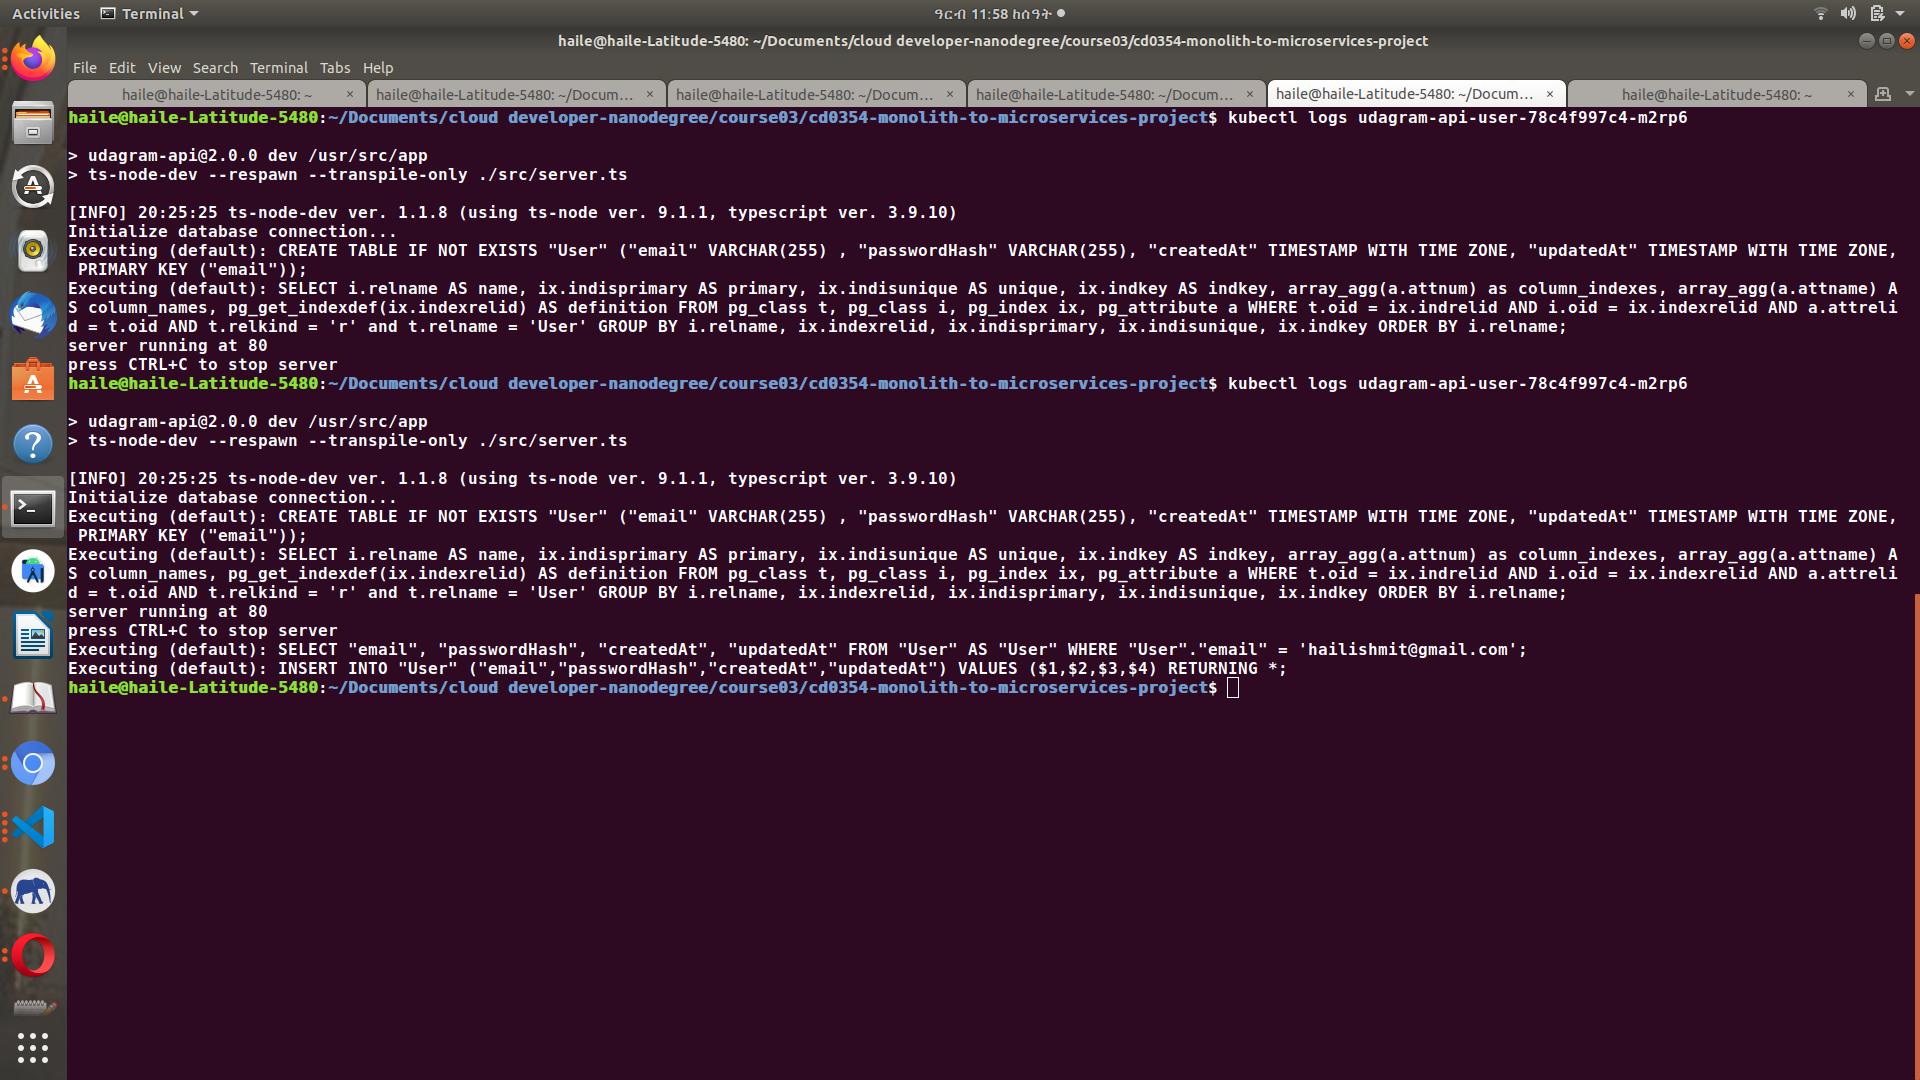 Activities Terminal ዓርብ 11:58 ከሰዓት
haile@haile-Latitude-5480: ~/Documents/cloud developer-nanodegree/course03/cd0354-monolith-to-microservices-project
File Edit View Search Terminal Tabs Help
haile@haile-Latitude-5480: ~ × haile@haile-Latitude-5480: ~/Docum... × haile@haile-Latitude-5480: ~/Docum... × haile@haile-Latitude-5480: ~/Docum... × haile@haile-Latitude-5480: ~/Docum... × haile@haile-Latitude-5480: ~ ×
haile@haile-Latitude-5480:~/Documents/cloud developer-nanodegree/course03/cd0354-monolith-to-microservices-project$ kubectl logs udagram-api-user-78c4f997c4-m2rp6
> udagram-api@2.0.0 dev /usr/src/app
> ts-node-dev --respawn --transpile-only ./src/server.ts
[INFO] 20:25:25 ts-node-dev ver. 1.1.8 (using ts-node ver. 9.1.1, typescript ver. 3.9.10)
Initialize database connection...
Executing (default): CREATE TABLE IF NOT EXISTS "User" ("email" VARCHAR(255) , "passwordHash" VARCHAR(255), "createdAt" TIMESTAMP WITH TIME ZONE, "updatedAt" TIMESTAMP WITH TIME ZONE,
PRIMARY KEY ("email"));
Executing (default): SELECT i.relname AS name, ix.indisprimary AS primary, ix.indisunique AS unique, ix.indkey AS indkey, array_agg(a.attnum) as column_indexes, array_agg(a.attname) A
S column_names, pg_get_indexdef(ix.indexrelid) AS definition FROM pg_class t, pg_class i, pg_index ix, pg_attribute a WHERE t.oid = ix.indrelid AND i.oid = ix.indexrelid AND a.attreli
d = t.oid AND t.relkind = 'r' and t.relname = 'User' GROUP BY i.relname, ix.indexrelid, ix.indisprimary, ix.indisunique, ix.indkey ORDER BY i.relname;
server running at 80
press CTRL+C to stop server
haile@haile-Latitude-5480:~/Documents/cloud developer-nanodegree/course03/cd0354-monolith-to-microservices-project$ kubectl logs udagram-api-user-78c4f997c4-m2rp6
> udagram-api@2.0.0 dev /usr/src/app
> ts-node-dev --respawn --transpile-only ./src/server.ts
[INFO] 20:25:25 ts-node-dev ver. 1.1.8 (using ts-node ver. 9.1.1, typescript ver. 3.9.10)
Initialize database connection...
Executing (default): CREATE TABLE IF NOT EXISTS "User" ("email" VARCHAR(255) , "passwordHash" VARCHAR(255), "createdAt" TIMESTAMP WITH TIME ZONE, "updatedAt" TIMESTAMP WITH TIME ZONE,
PRIMARY KEY ("email"));
Executing (default): SELECT i.relname AS name, ix.indisprimary AS primary, ix.indisunique AS unique, ix.indkey AS indkey, array_agg(a.attnum) as column_indexes, array_agg(a.attname) A
S column_names, pg_get_indexdef(ix.indexrelid) AS definition FROM pg_class t, pg_class i, pg_index ix, pg_attribute a WHERE t.oid = ix.indrelid AND i.oid = ix.indexrelid AND a.attreli
d = t.oid AND t.relkind = 'r' and t.relname = 'User' GROUP BY i.relname, ix.indexrelid, ix.indisprimary, ix.indisunique, ix.indkey ORDER BY i.relname;
server running at 80
press CTRL+C to stop server
Executing (default): SELECT "email", "passwordHash", "createdAt", "updatedAt" FROM "User" AS "User" WHERE "User"."email" = 'hailishmit@gmail.com';
Executing (default): INSERT INTO "User" ("email","passwordHash","createdAt","updatedAt") VALUES ($1,$2,$3,$4) RETURNING *;
haile@haile-Latitude-5480:~/Documents/cloud developer-nanodegree/course03/cd0354-monolith-to-microservices-project$